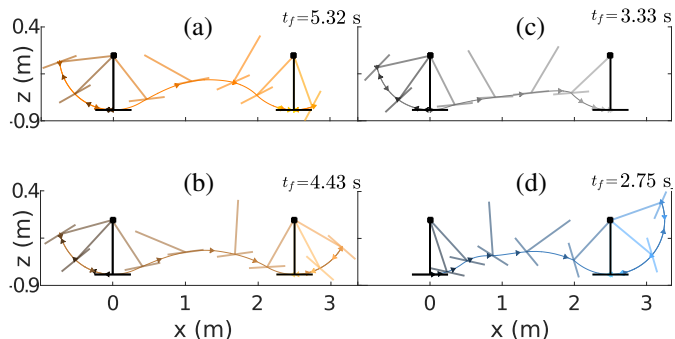 0.4 (a) t_f=5.32 s (c) t_f=3.33 s
z (m)
-0.9
0.4 (b) t_f=4.43 s (d) t_f=2.75 s
z (m)
-0.9
0 1 2 3 0 1 2 3
x (m) x (m)